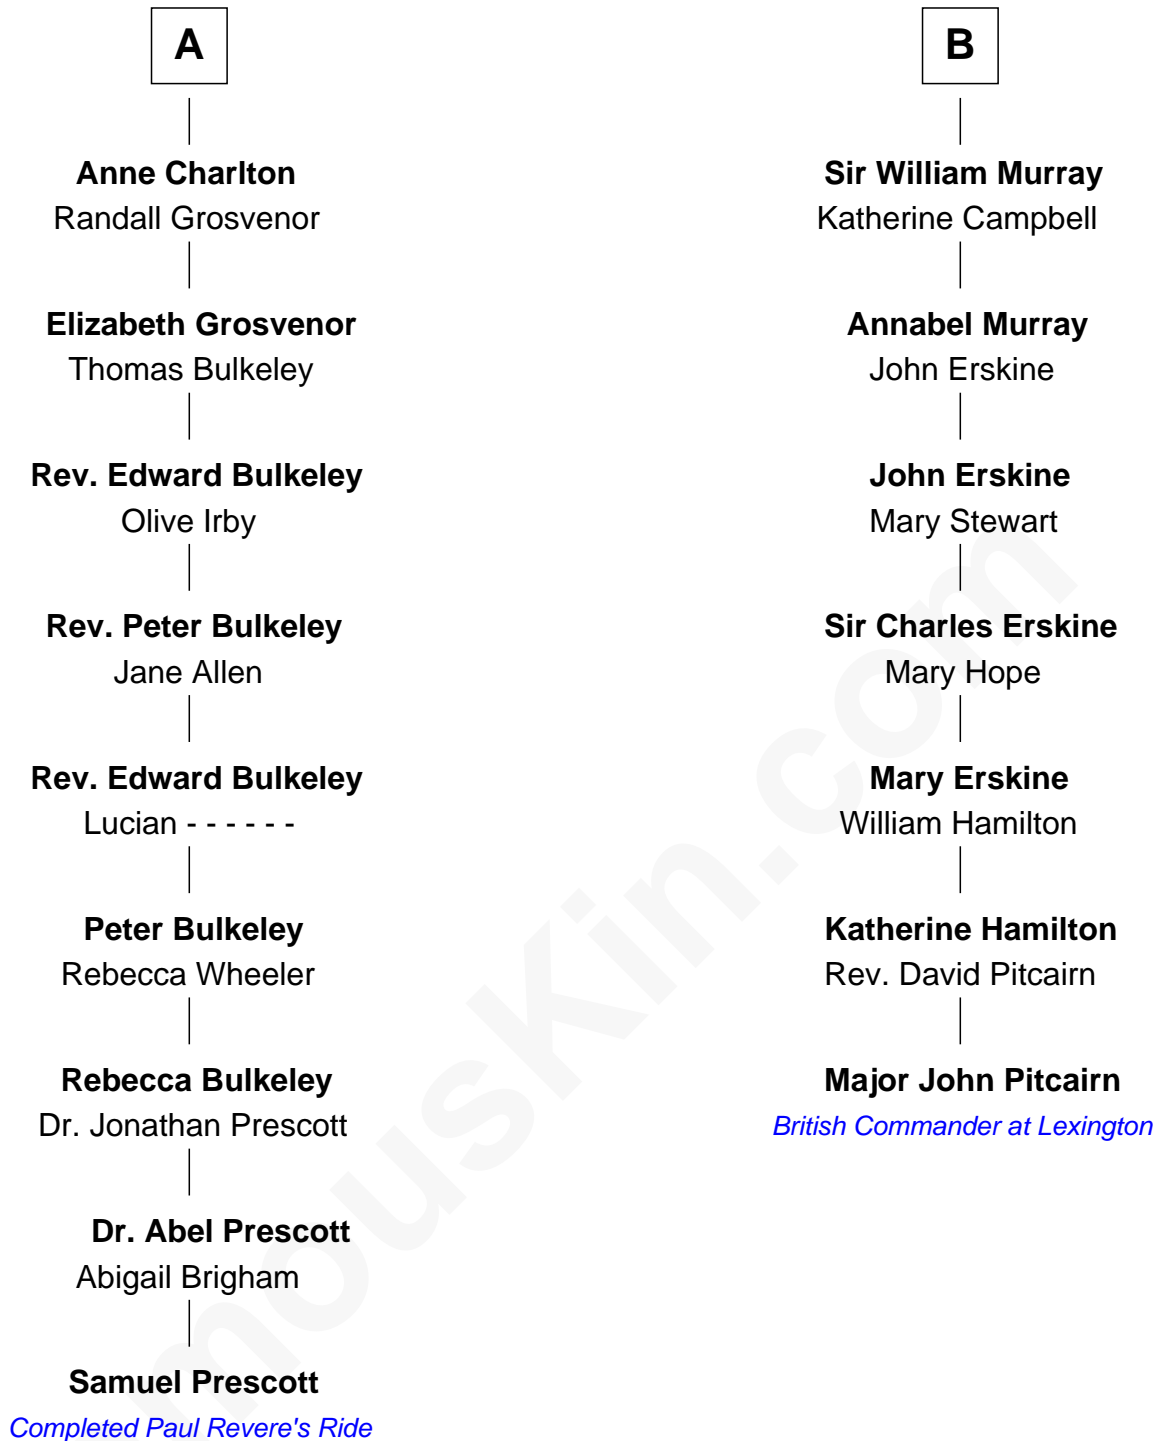 A
Anne Charlton
Randall Grosvenor
Elizabeth Grosvenor
Thomas Bulkeley
Rev. Edward Bulkeley
Olive Irby
Rev. Peter Bulkeley
Jane Allen
Rev. Edward Bulkeley
Lucian - - - - - -
Peter Bulkeley
Rebecca Wheeler
Rebecca Bulkeley
Dr. Jonathan Prescott
Dr. Abel Prescott
Abigail Brigham
Samuel Prescott
Completed Paul Revere's Ride
B
Sir William Murray
Katherine Campbell
Annabel Murray
John Erskine
John Erskine
Mary Stewart
Sir Charles Erskine
Mary Hope
Mary Erskine
William Hamilton
Katherine Hamilton
Rev. David Pitcairn
Major John Pitcairn
British Commander at Lexington
mousKin.com